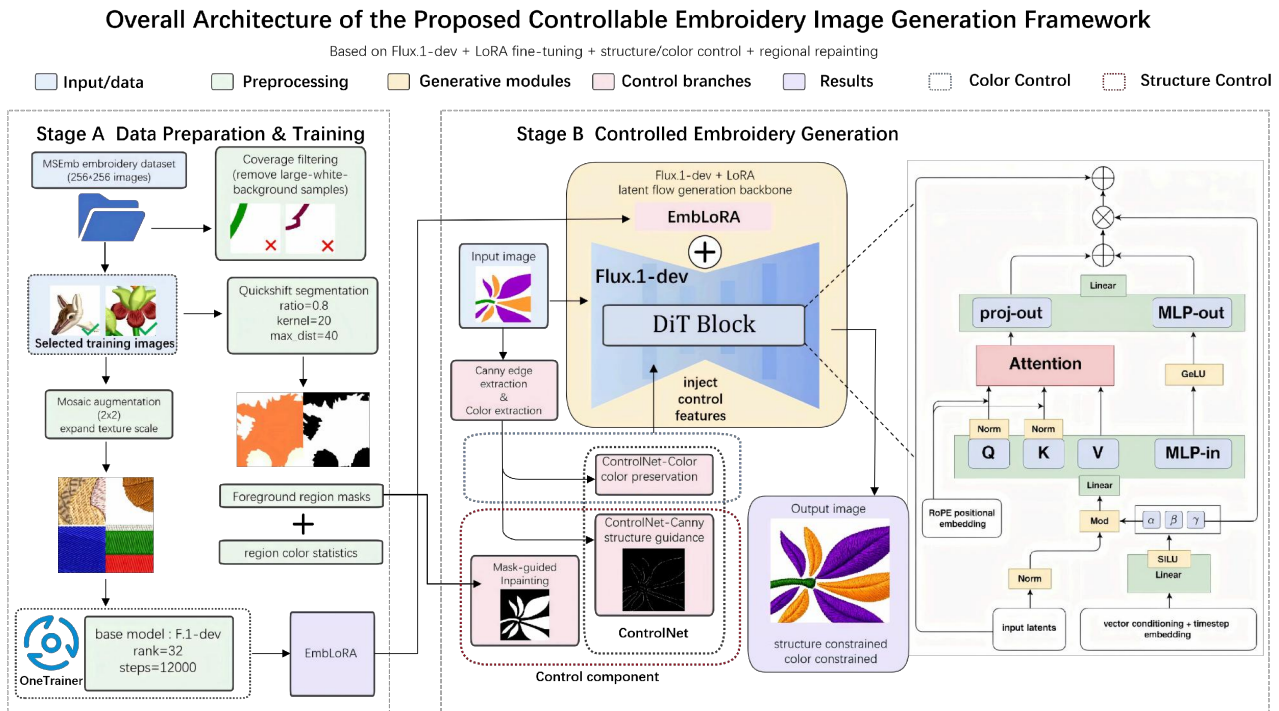 Overall Architecture of the Proposed Controllable Embroidery Image Generation Framework
Based on Flux.1-dev + LoRA fine-tuning + structure/color control + regional repainting
Input/data
Preprocessing
Generative modules
Control branches
Results
Color Control
Structure Control
Stage A  Data Preparation & Training
MSEmb embroidery dataset
(256*256 images)
Coverage filtering
(remove large-white-
background samples)
Selected training images
Quickshift segmentation
ratio=0.8
kernel=20
max_dist=40
Mosaic augmentation
(2x2)
expand texture scale
Foreground region masks
+
region color statistics
OneTrainer
base model : F.1-dev
rank=32
steps=12000
EmbLoRA
Stage B  Controlled Embroidery Generation
Flux.1-dev + LoRA
latent flow generation backbone
EmbLoRA
+
Input image
Flux.1-dev
DiT Block
inject
control
features
Canny edge
extraction
&
Color extraction
ControlNet-Color
color preservation
ControlNet-Canny
structure guidance
Mask-guided
Inpainting
ControlNet
Control component
Output image
structure constrained
color constrained
Linear
proj-out
MLP-out
Attention
GeLU
Norm
Norm
Q
K
V
MLP-in
Linear
RoPE positional
embedding
Mod
α
β
γ
SiLU
Linear
Norm
input latents
vector conditioning + timestep
embedding